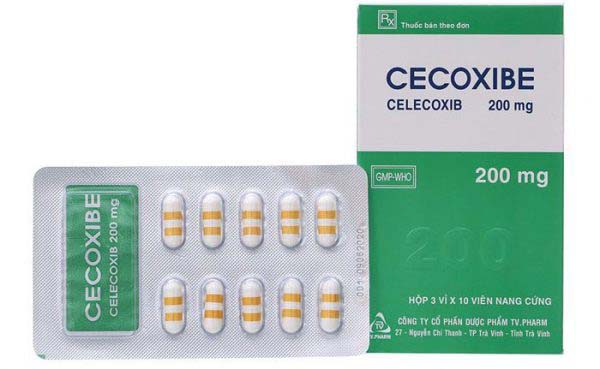 Rx Thuốc bán theo đơn
CECOXIBE
CELECOXIB 200 mg
GMP-WHO 200 mg
200
HỘP 3 VỈ X 10 VIÊN NANG CỨNG
CÔNG TY CỔ PHẦN DƯỢC PHẨM TV.PHARM
27 - Nguyễn Chí Thanh - TP Trà Vinh - Tỉnh Trà Vinh
TV.PHARM
CECOXIBE
CELECOXIB 200 mg